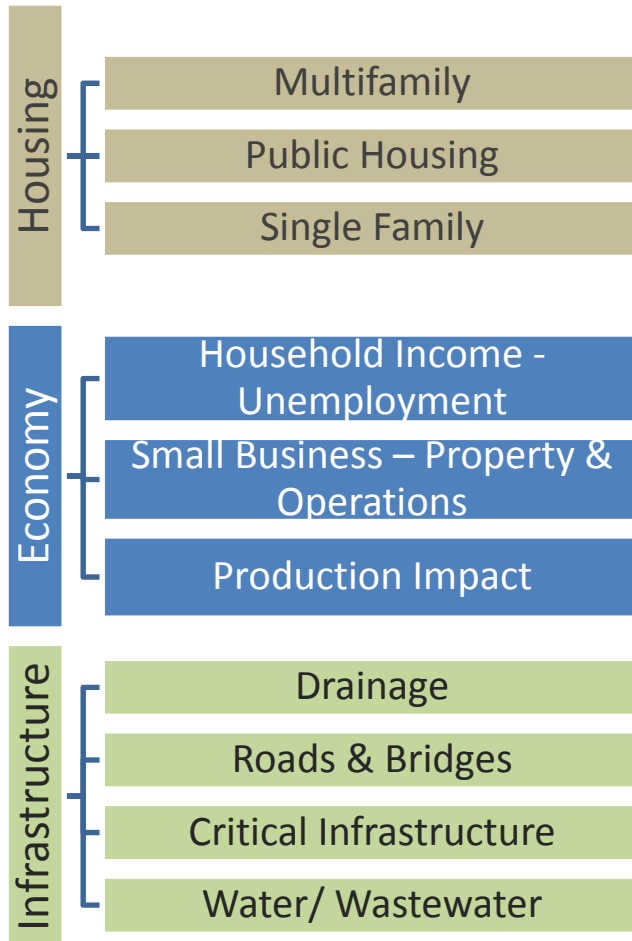 Housing
Multifamily
Public Housing
Single Family
Economy
Household Income -
Unemployment
Small Business – Property &
Operations
Production Impact
Infrastructure
Drainage
Roads & Bridges
Critical Infrastructure
Water/ Wastewater